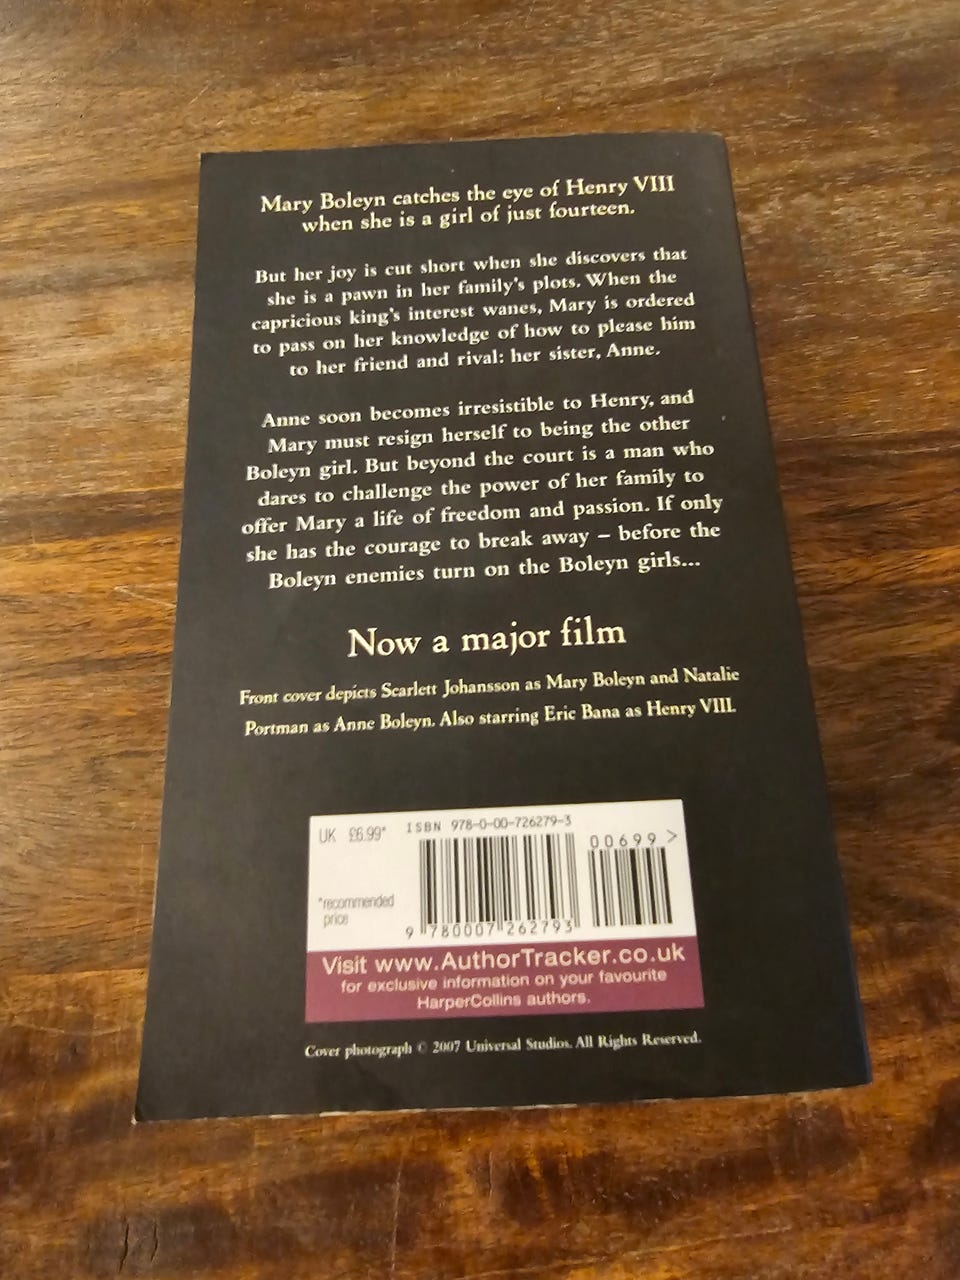 Mary Boleyn catches the eye of Henry VIII
when she is a girl of just fourteen.
But her joy is cut short when she discovers that
she is a pawn in her family's plots. When the
capricious king's interest wanes, Mary is ordered
to pass on her knowledge of how to please him
to her friend and rival: her sister, Anne.
Anne soon becomes irresistible to Henry, and
Mary must resign herself to being the other
Boleyn girl. But beyond the court is a man who
dares to challenge the power of her family to
offer Mary a life of freedom and passion. If only
she has the courage to break away – before the
Boleyn enemies turn on the Boleyn girls...
Now a major film
Front cover depicts Scarlett Johansson as Mary Boleyn and Natalie
Portman as Anne Boleyn. Also starring Eric Bana as Henry VIII.
UK £6.99* ISBN 978-0-00-726279-3
00699 >
*recommended
price
9 780007 262793
Visit www.AuthorTracker.co.uk
for exclusive information on your favourite
HarperCollins authors.
Cover photograph © 2007 Universal Studios. All Rights Reserved.